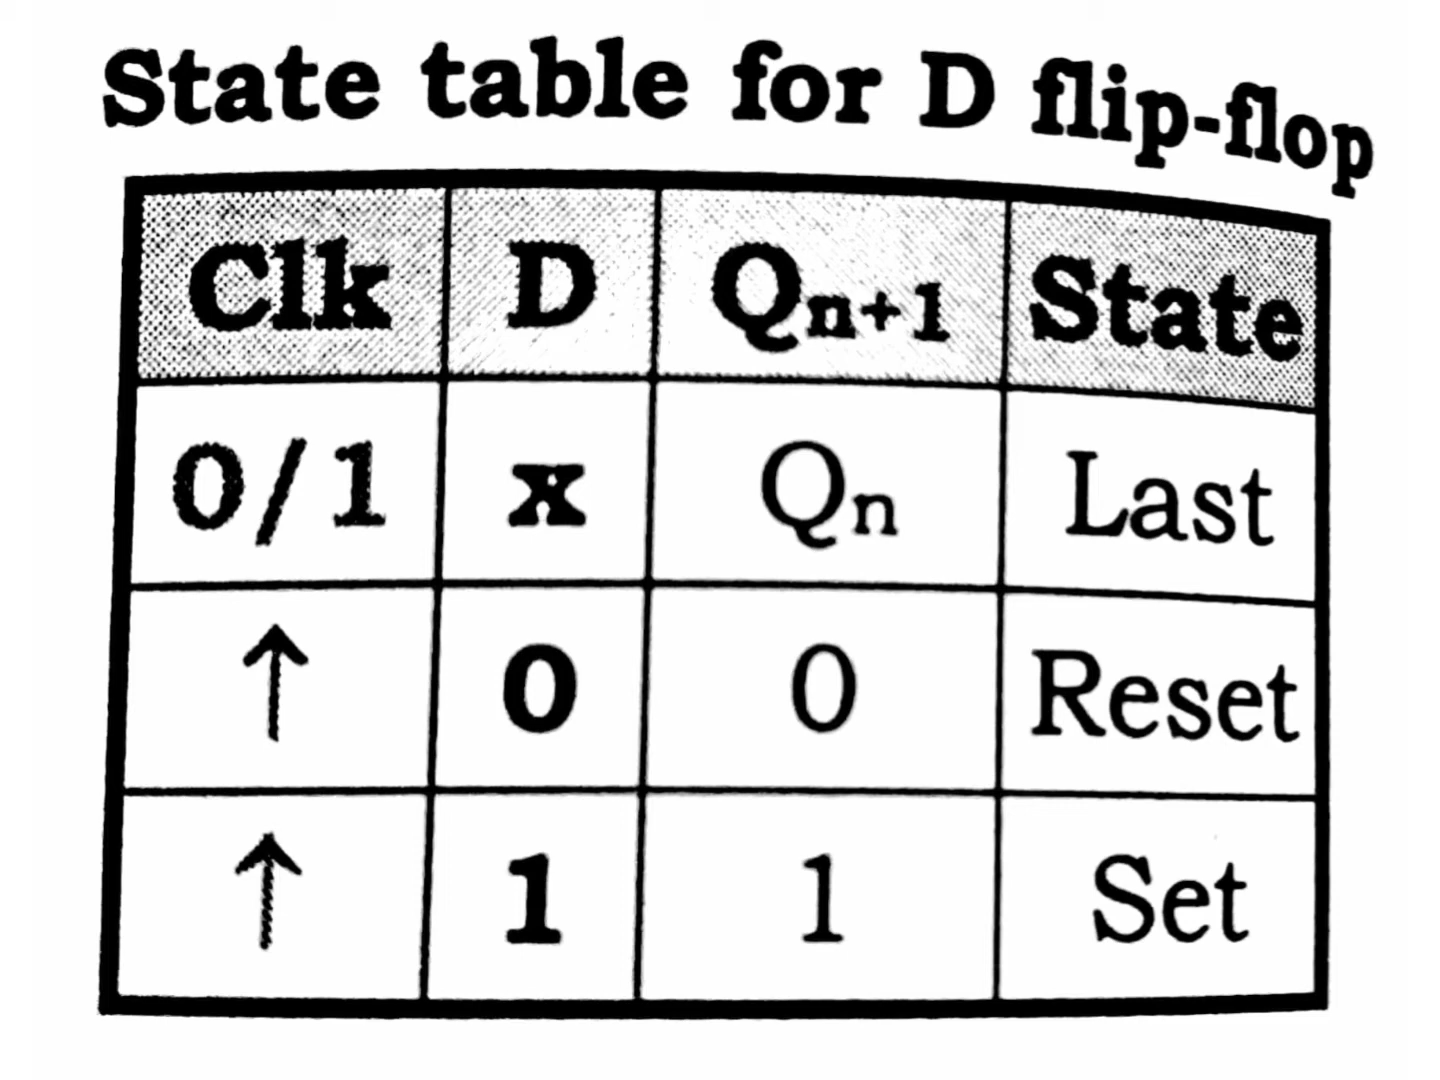 State table for D flip-flop
Clk D Qn+1 State
0/1 x Qn Last
↑ 0 0 Reset
↑ 1 1 Set